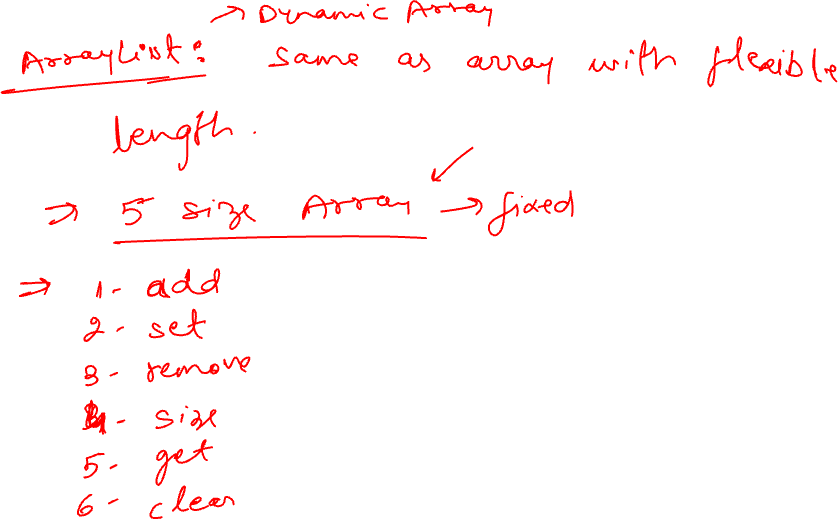 → Dynamic Array
ArrayList: same as array with flexible
length.
⇒ 5 size Array → fixed
⇒ 1- add
2- set
3- remove
4- size
5- get
6- clear